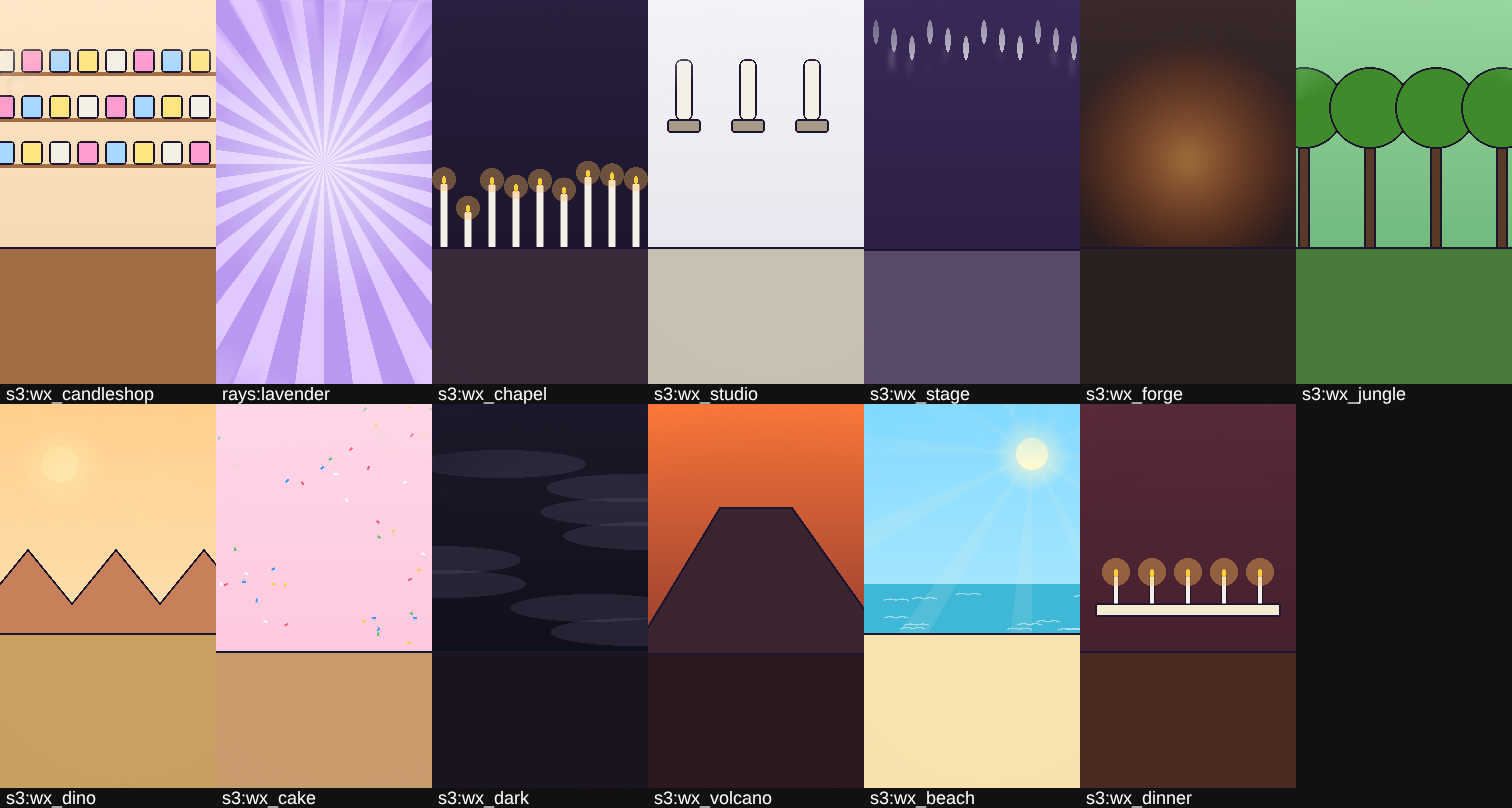 s3:wx_candleshop
rays:lavender
s3:wx_chapel
s3:wx_studio
s3:wx_stage
s3:wx_forge
s3:wx_jungle
s3:wx_dino
s3:wx_cake
s3:wx_dark
s3:wx_volcano
s3:wx_beach
s3:wx_dinner